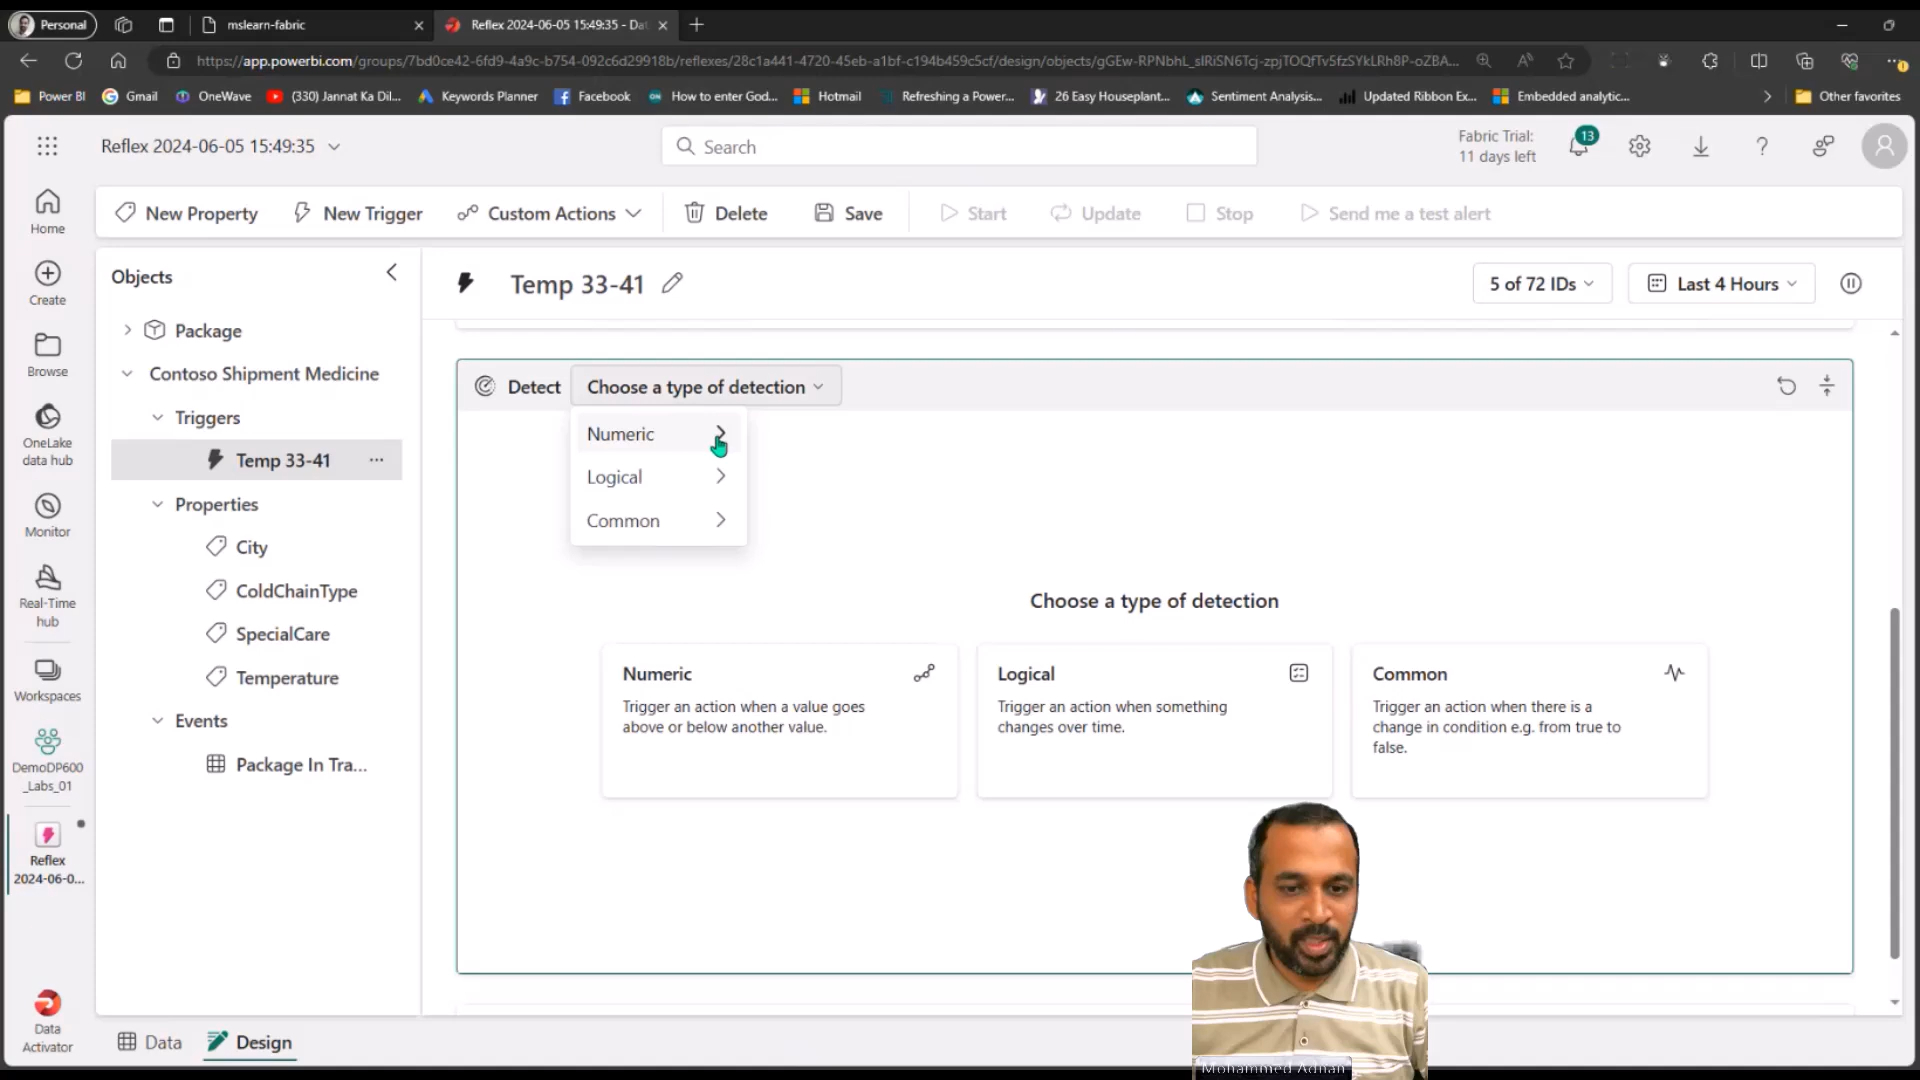 Personal
mslearn-fabric
Reflex 2024-06-05 15:49:35 - Dat
https://app.powerbi.com/groups/7bd0ce42-6fd9-4a9c-b754-092c6d29918b/reflexes/28c1a441-4720-45eb-a1bf-c194b459c5cf/design/objects/gGEw-RPNbhL_sIRiSN6Tcj-zpjTOQfTv5fzSYkLRh8P-oZBA...
Power BI
Gmail
OneWave
(330) Jannat Ka Dil...
Keywords Planner
Facebook
How to enter God...
Hotmail
Refreshing a Power...
26 Easy Houseplant...
Sentiment Analysis...
Updated Ribbon Ex...
Embedded analytic...
Other favorites
Reflex 2024-06-05 15:49:35
Search
Fabric Trial:
11 days left
13
New Property
New Trigger
Custom Actions
Delete
Save
Start
Update
Stop
Send me a test alert
Home
Create
Browse
OneLake
data hub
Monitor
Real-Time
hub
Workspaces
DemoDP600
_Labs_01
Reflex
2024-06-0...
Data
Activator
Objects
Package
Contoso Shipment Medicine
Triggers
Temp 33-41
Properties
City
ColdChainType
SpecialCare
Temperature
Events
Package In Tra...
Temp 33-41
5 of 72 IDs
Last 4 Hours
Detect
Choose a type of detection
Numeric
Logical
Common
Choose a type of detection
Numeric
Trigger an action when a value goes
above or below another value.
Logical
Trigger an action when something
changes over time.
Common
Trigger an action when there is a
change in condition e.g. from true to
false.
Data
Design
Mohammed Adnan